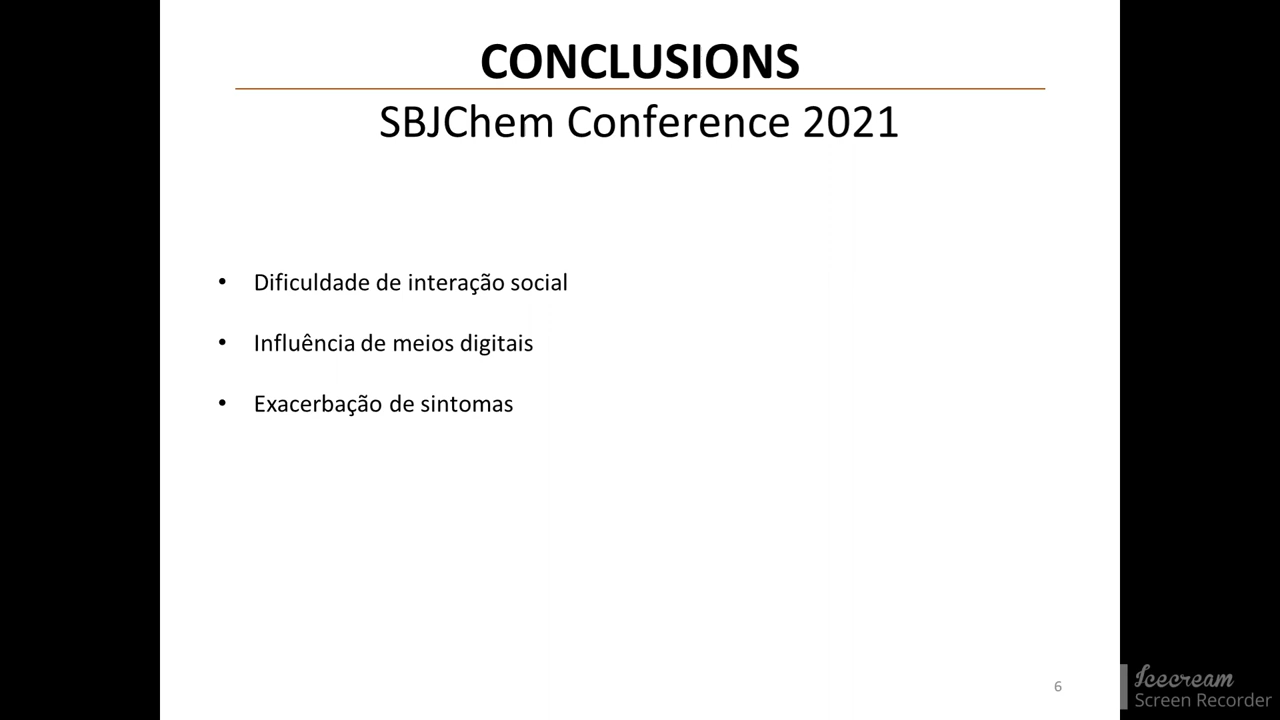 CONCLUSIONS
SBJChem Conference 2021
• Dificuldade de interação social
• Influência de meios digitais
• Exacerbação de sintomas
6
Icecream
Screen Recorder